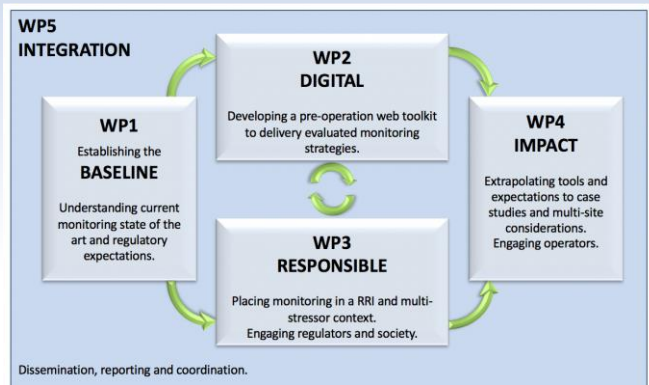 WP5
INTEGRATION
WP1
Establishing the
BASELINE
Understanding current
monitoring state of the
art and regulatory
expectations.
WP2
DIGITAL
Developing a pre-operation web toolkit
to delivery evaluated monitoring
strategies.
WP3
RESPONSIBLE
Placing monitoring in a RRI and multi-
stressor context.
Engaging regulators and society.
WP4
IMPACT
Extrapolating tools and
expectations to case
studies and multi-site
considerations.
Engaging operators.
Dissemination, reporting and coordination.